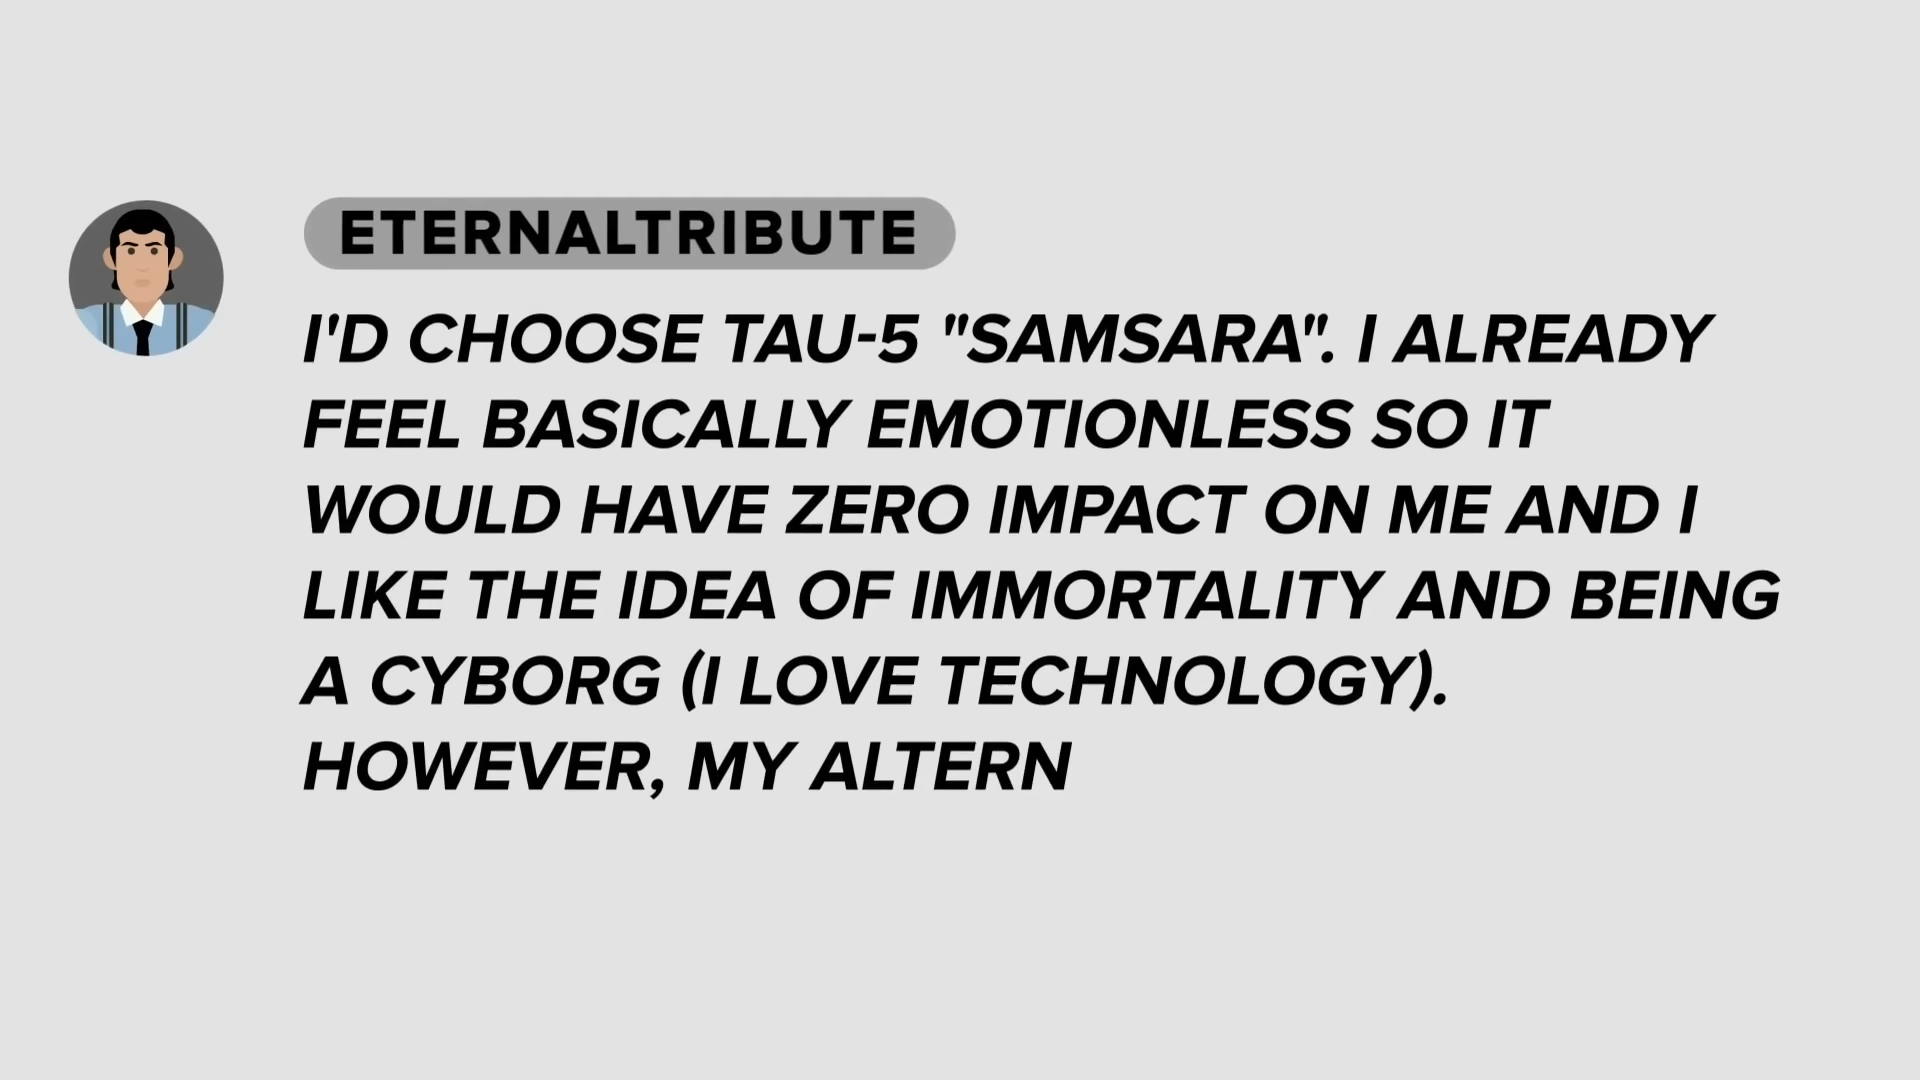 ETERNALTRIBUTE
I'D CHOOSE TAU-5 "SAMSARA". I ALREADY
FEEL BASICALLY EMOTIONLESS SO IT
WOULD HAVE ZERO IMPACT ON ME AND I
LIKE THE IDEA OF IMMORTALITY AND BEING
A CYBORG (I LOVE TECHNOLOGY).
HOWEVER, MY ALTERN